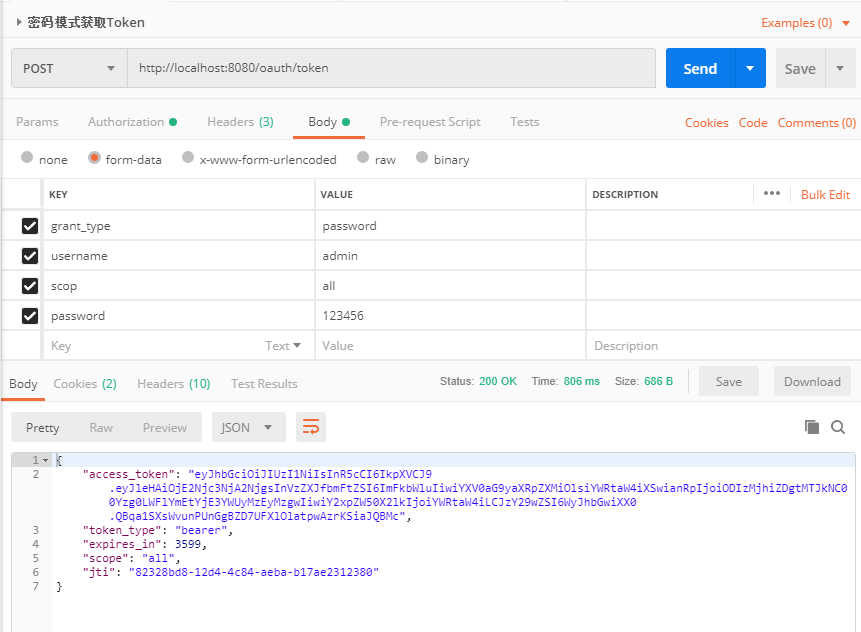 密码模式获取Token
Examples (0)
POST http://localhost:8080/oauth/token Send Save
Params Authorization Headers (3) Body Pre-request Script Tests Cookies Code Comments (0)
none form-data x-www-form-urlencoded raw binary
KEY VALUE DESCRIPTION ••• Bulk Edit
grant_type password
username admin
scop all
password 123456
Key Text Value Description
Body Cookies (2) Headers (10) Test Results Status: 200 OK Time: 806 ms Size: 686 B Save Download
Pretty Raw Preview JSON
1 {
2 "access_token": "eyJhbGciOiJIUzI1NiIsInR5cCI6IkpXVCJ9
.eyJleHAiOjE2Njc3NjA2NjgsInVzZXJfbmFtZSI6ImFkbWluIiwiYXV0aG9yaXRpZXMiOlsiYWRtaW4iXSwianRpIjoiODIzMjhiZDgtMTJkNC0
0Yzg0LWFlYmEtYjE3YWUyMzEyMzgwIiwiY2xpZW50X2lkIjoiYWRtaW4iLCJzY29wZSI6WyJhbGwiXX0
.QBqa1SXsWvunPUnGgBZD7UFXlOlatpwAzrKSiaJQBMc",
3 "token_type": "bearer",
4 "expires_in": 3599,
5 "scope": "all",
6 "jti": "82328bd8-12d4-4c84-aeba-b17ae2312380"
7 }